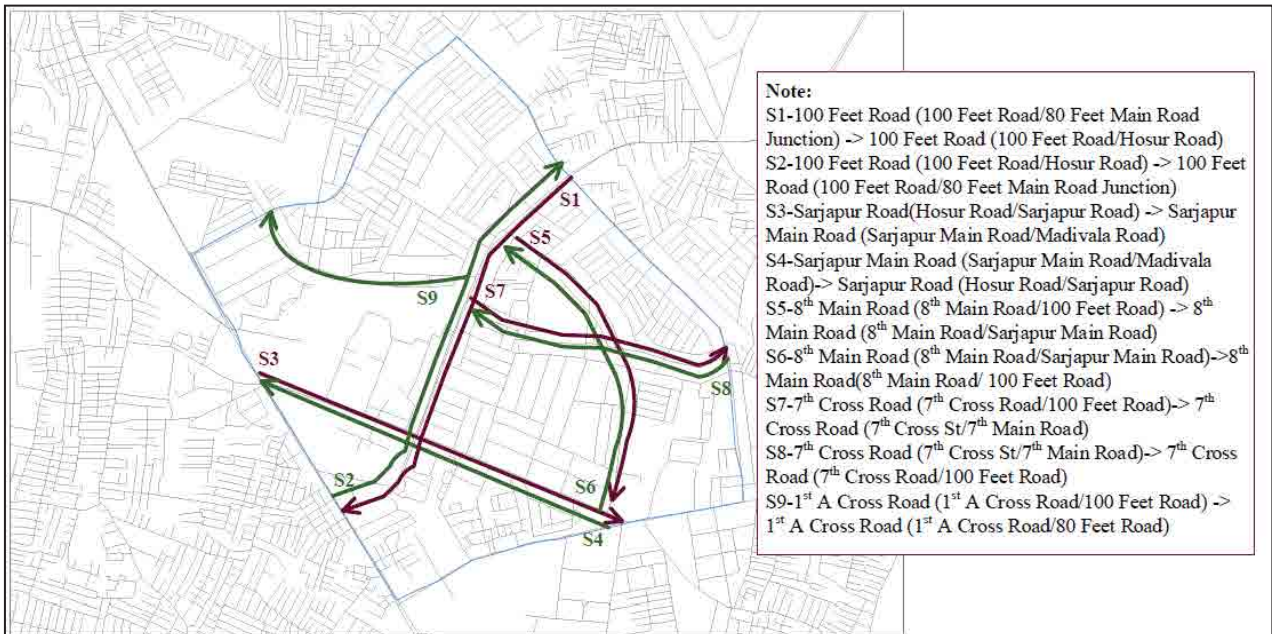 S1
S5
S7
S9
S3
S8
S2
S6
S4
Note:
S1-100 Feet Road (100 Feet Road/80 Feet Main Road
Junction) -> 100 Feet Road (100 Feet Road/Hosur Road)
S2-100 Feet Road (100 Feet Road/Hosur Road) -> 100 Feet
Road (100 Feet Road/80 Feet Main Road Junction)
S3-Sarjapur Road(Hosur Road/Sarjapur Road) -> Sarjapur
Main Road (Sarjapur Main Road/Madivala Road)
S4-Sarjapur Main Road (Sarjapur Main Road/Madivala
Road)-> Sarjapur Road (Hosur Road/Sarjapur Road)
S5-8th Main Road (8th Main Road/100 Feet Road) -> 8th
Main Road (8th Main Road/Sarjapur Main Road)
S6-8th Main Road (8th Main Road/Sarjapur Main Road)->8th
Main Road(8th Main Road/ 100 Feet Road)
S7-7th Cross Road (7th Cross Road/100 Feet Road)-> 7th
Cross Road (7th Cross St/7th Main Road)
S8-7th Cross Road (7th Cross St/7th Main Road)-> 7th Cross
Road (7th Cross Road/100 Feet Road)
S9-1st A Cross Road (1st A Cross Road/100 Feet Road) ->
1st A Cross Road (1st A Cross Road/80 Feet Road)